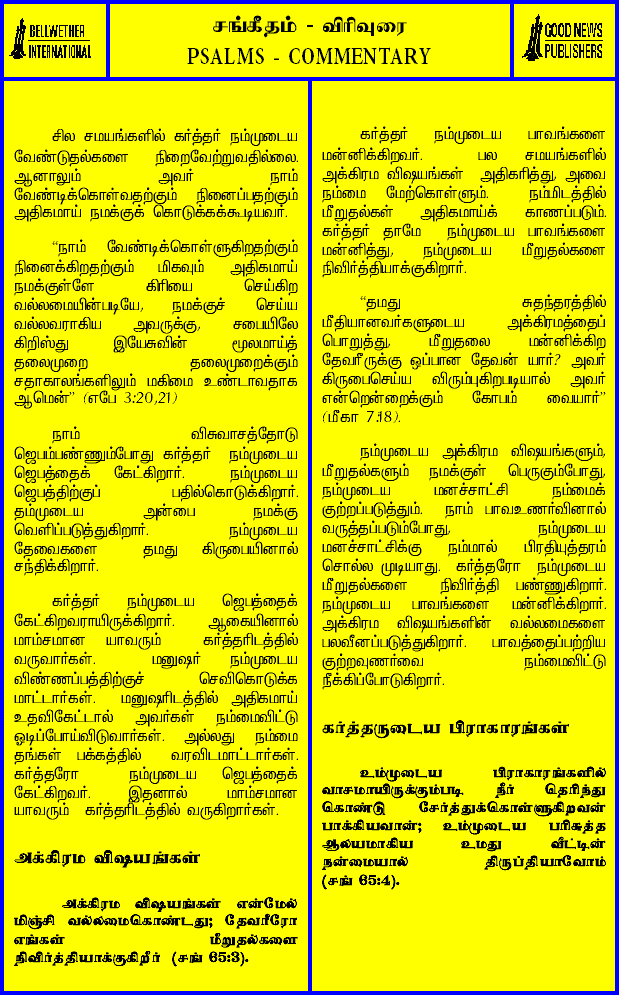 BELLWETHER
INTERNATIONAL
சங்கீதம் - விரிவுரை
PSALMS - COMMENTARY
GOOD NEWS
PUBLISHERS
சில சமயங்களில் கர்த்தர் நம்முடைய
வேண்டுதல்களை நிறைவேற்றுவதில்லை.
ஆனாலும் அவர் நாம்
வேண்டிக்கொள்வதற்கும் நினைப்பதற்கும்
அதிகமாய் நமக்குக் கொடுக்கக்கூடியவர்.
“நாம் வேண்டிக்கொள்ளுகிறதற்கும்
நினைக்கிறதற்கும் மிகவும் அதிகமாய்
நமக்குள்ளே கிரியை செய்கிற
வல்லமையின்படியே, நமக்குச் செய்ய
வல்லவராகிய அவருக்கு, சபையிலே
கிறிஸ்து இயேசுவின் மூலமாய்த்
தலைமுறை தலைமுறைக்கும்
சதாகாலங்களிலும் மகிமை உண்டாவதாக
ஆமென்” (எபே 3:20,21)
நாம் விசுவாசத்தோடு
ஜெபம்பண்ணும்போது கர்த்தர் நம்முடைய
ஜெபத்தைக் கேட்கிறார். நம்முடைய
ஜெபத்திற்குப் பதில்கொடுக்கிறார்.
தம்முடைய அன்பை நமக்கு
வெளிப்படுத்துகிறார். நம்முடைய
தேவைகளை தமது கிருபையினால்
சந்திக்கிறார்.
கர்த்தர் நம்முடைய ஜெபத்தைக்
கேட்கிறவராயிருக்கிறார். ஆகையினால்
மாம்சமான யாவரும் கர்த்தரிடத்தில்
வருவார்கள். மனுஷர் நம்முடைய
விண்ணப்பத்திற்குச் செவிகொடுக்க
மாட்டார்கள். மனுஷரிடத்தில் அதிகமாய்
உதவிகேட்டால் அவர்கள் நம்மைவிட்டு
ஓடிப்போய்விடுவார்கள். அல்லது நம்மை
தங்கள் பக்கத்தில் வரவிடமாட்டார்கள்.
கர்த்தரோ நம்முடைய ஜெபத்தைக்
கேட்கிறவர். இதனால் மாம்சமான
யாவரும் கர்த்தரிடத்தில் வருகிறார்கள்.
அக்கிரம விஷயங்கள்
அக்கிரம விஷயங்கள் என்மேல்
மிஞ்சி வல்லமைகொண்டது; தேவரீரோ
எங்கள் மீறுதல்களை
நிவிர்த்தியாக்குகிறீர் (சங் 65:3).
கர்த்தர் நம்முடைய பாவங்களை
மன்னிக்கிறவர். பல சமயங்களில்
அக்கிரம விஷயங்கள் அதிகரித்து, அவை
நம்மை மேற்கொள்ளும். நம்மிடத்தில்
மீறுதல்கள் அதிகமாய்க் காணப்படும்.
கர்த்தர் தாமே நம்முடைய பாவங்களை
மன்னித்து, நம்முடைய மீறுதல்களை
நிவிர்த்தியாக்குகிறார்.
“தமது சுதந்தரத்தில்
மீதியானவர்களுடைய அக்கிரமத்தைப்
பொறுத்து, மீறுதலை மன்னிக்கிற
தேவரீருக்கு ஒப்பான தேவன் யார்? அவர்
கிருபைசெய்ய விரும்புகிறபடியால் அவர்
என்றென்றைக்கும் கோபம் வையார்”
(மீகா 7:18).
நம்முடைய அக்கிரம விஷயங்களும்,
மீறுதல்களும் நமக்குள் பெருகும்போது,
நம்முடைய மனச்சாட்சி நம்மைக்
குற்றப்படுத்தும். நாம் பாவஉணர்வினால்
வருத்தப்படும்போது, நம்முடைய
மனச்சாட்சிக்கு நம்மால் பிரதியுத்தரம்
சொல்ல முடியாது. கர்த்தரோ நம்முடைய
மீறுதல்களை நிவிர்த்தி பண்ணுகிறார்.
நம்முடைய பாவங்களை மன்னிக்கிறார்.
அக்கிரம விஷயங்களின் வல்லமைகளை
பலவீனப்படுத்துகிறார். பாவத்தைப்பற்றிய
குற்றவுணர்வை நம்மைவிட்டு
நீக்கிப்போடுகிறார்.
கர்த்தருடைய பிராகாரங்கள்
உம்முடைய பிராகாரங்களில்
வாசமாயிருக்கும்படி நீர் தெரிந்து
கொண்டு சேர்த்துக்கொள்ளுகிறவன்
பாக்கியவான்; உம்முடைய பரிசுத்த
ஆலயமாகிய உமது வீட்டின்
நன்மையால் திருப்தியாவோம்
(சங் 65:4).